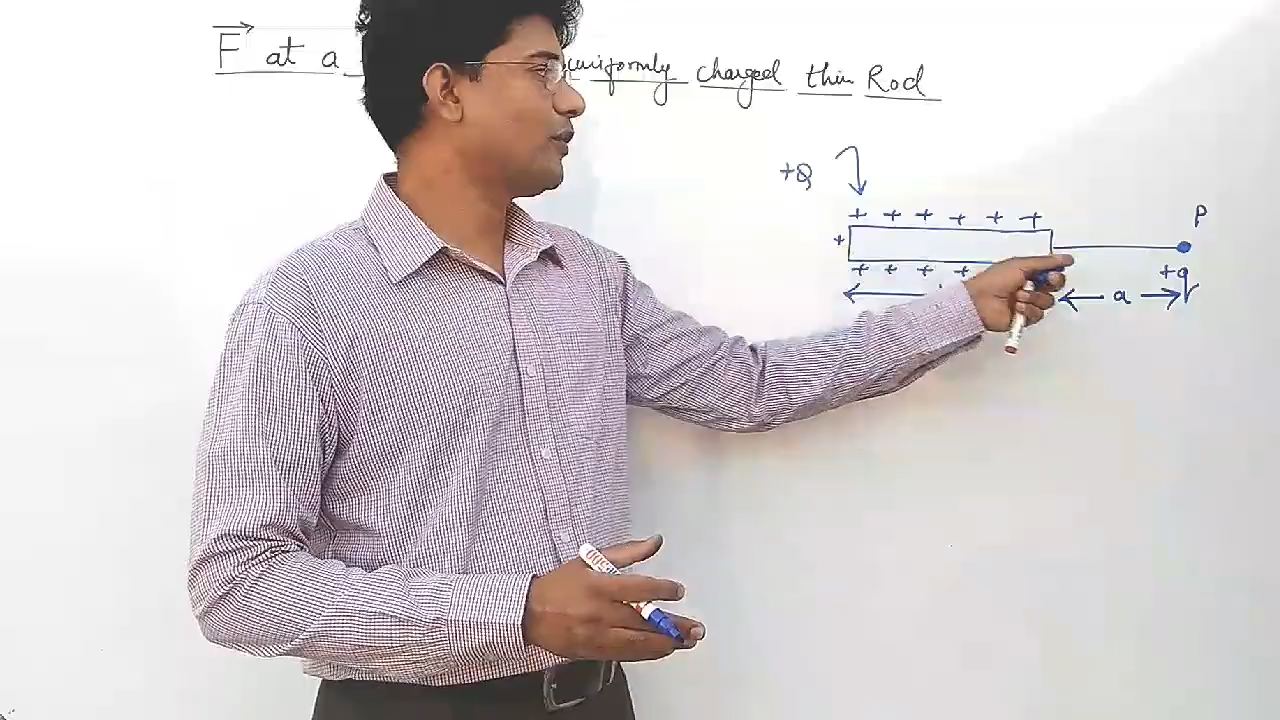 F at a uniformly charged thin Rod
+Q
+ + + + + +
P
+
+ + + +
+q
a